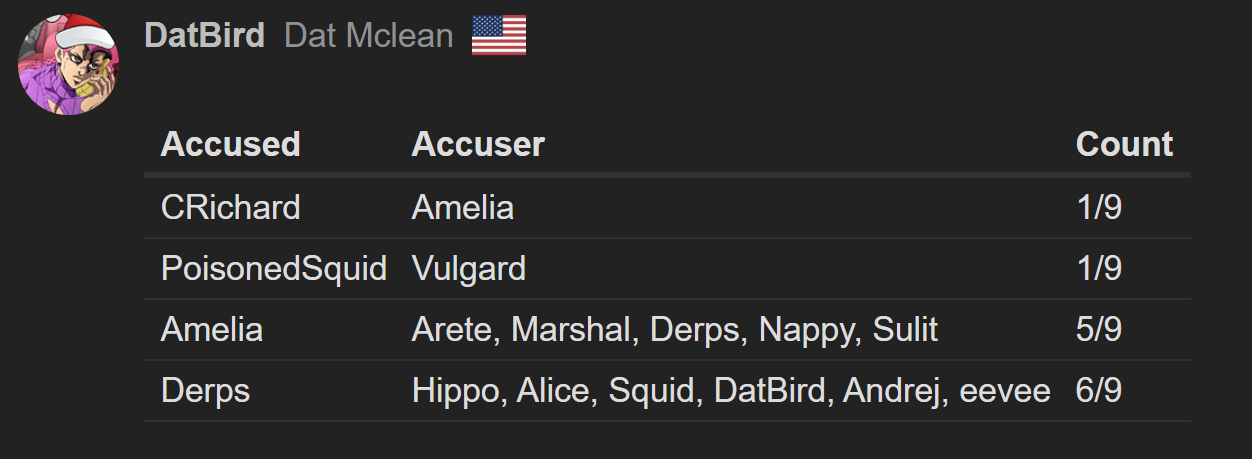 DatBird Dat Mclean
Accused Accuser Count
CRichard Amelia 1/9
PoisonedSquid Vulgard 1/9
Amelia Arete, Marshal, Derps, Nappy, Sulit 5/9
Derps Hippo, Alice, Squid, DatBird, Andrej, eevee 6/9